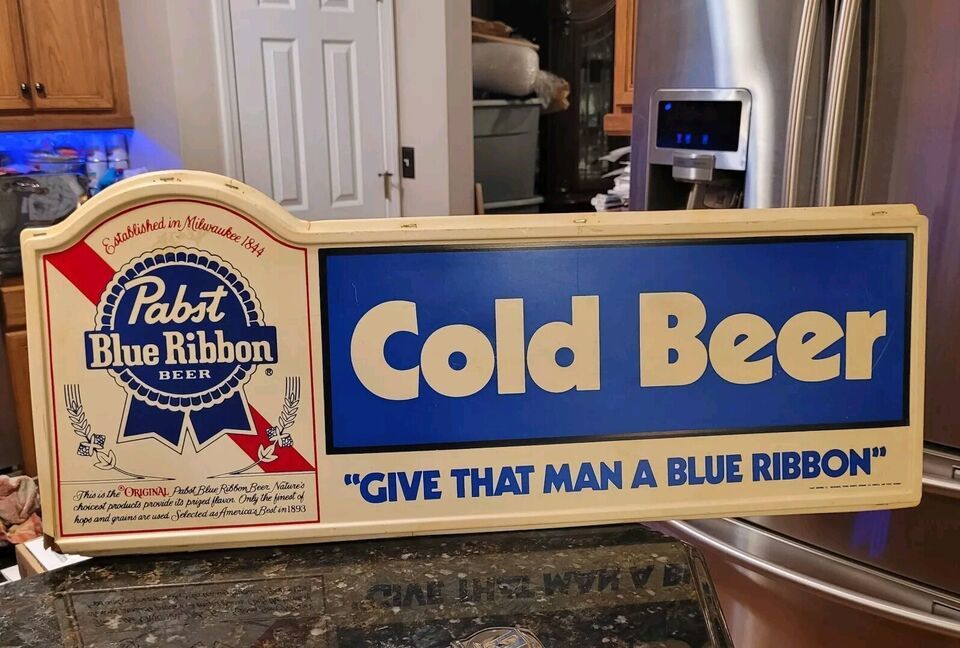 Established in Milwaukee 1844
Pabst
Blue Ribbon
BEER
®
This is the ORIGINAL Pabst Blue Ribbon Beer. Nature's
choicest products provide its prized flavor. Only the finest of
hops and grains are used. Selected as America's Best in 1893
Cold Beer
"GIVE THAT MAN A BLUE RIBBON"